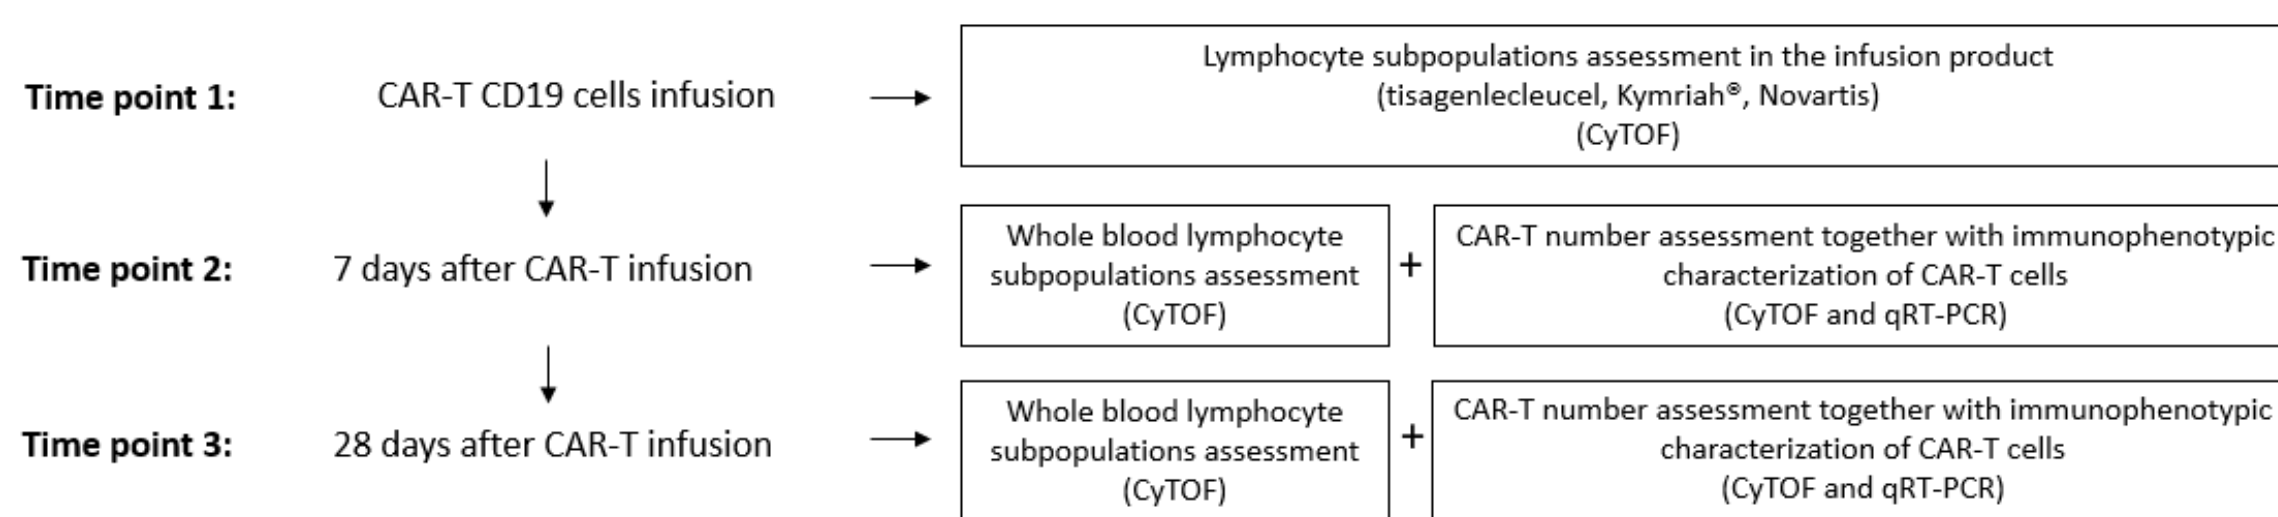 Time point 1:
CAR-T CD19 cells infusion
Lymphocyte subpopulations assessment in the infusion product
(tisagenlecleucel, Kymriah®, Novartis)
(CyTOF)
Time point 2:
7 days after CAR-T infusion
Whole blood lymphocyte
subpopulations assessment
(CyTOF)
+
CAR-T number assessment together with immunophenotypic
characterization of CAR-T cells
(CyTOF and qRT-PCR)
Time point 3:
28 days after CAR-T infusion
Whole blood lymphocyte
subpopulations assessment
(CyTOF)
+
CAR-T number assessment together with immunophenotypic
characterization of CAR-T cells
(CyTOF and qRT-PCR)